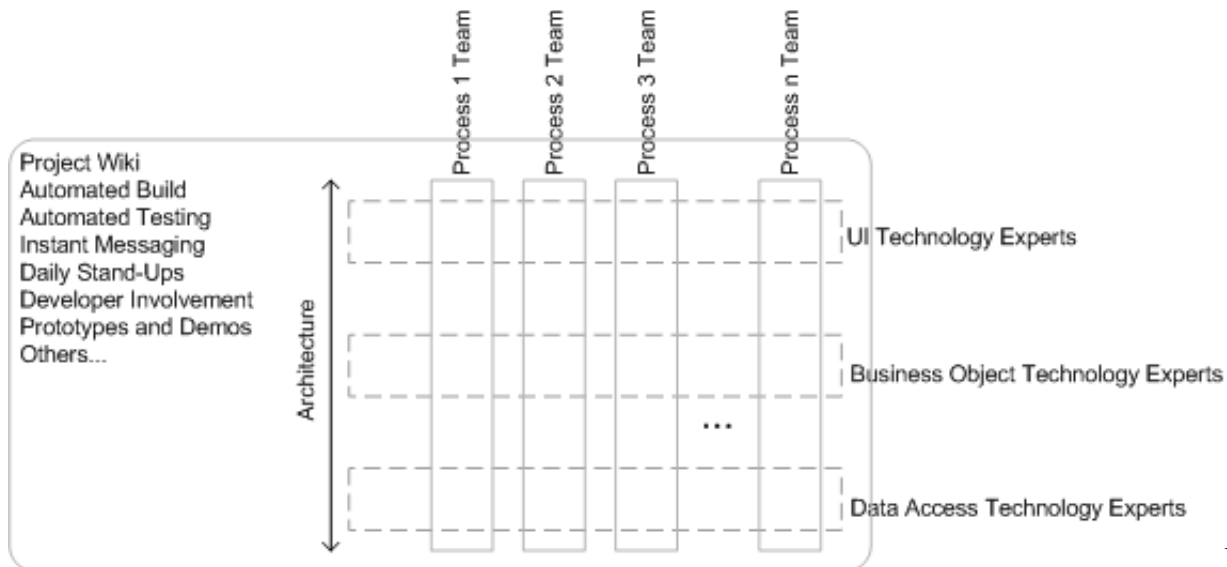 Process 1 Team
Process 2 Team
Process 3 Team
Process n Team
Project Wiki
Automated Build
Automated Testing
Instant Messaging
Daily Stand-Ups
Developer Involvement
Prototypes and Demos
Others...
Architecture
UI Technology Experts
Business Object Technology Experts
...
Data Access Technology Experts